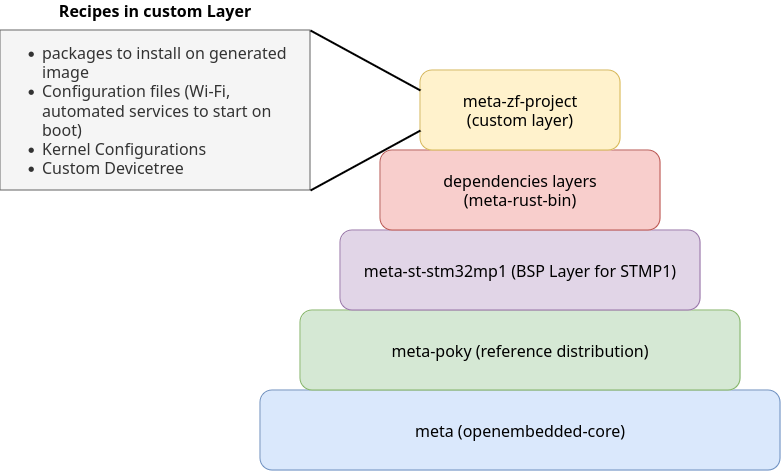 Recipes in custom Layer
• packages to install on generated
image
• Configuration files (Wi-Fi,
automated services to start on
boot)
• Kernel Configurations
• Custom Devicetree
meta-zf-project
(custom layer)
dependencies layers
(meta-rust-bin)
meta-st-stm32mp1 (BSP Layer for STMP1)
meta-poky (reference distribution)
meta (openembedded-core)